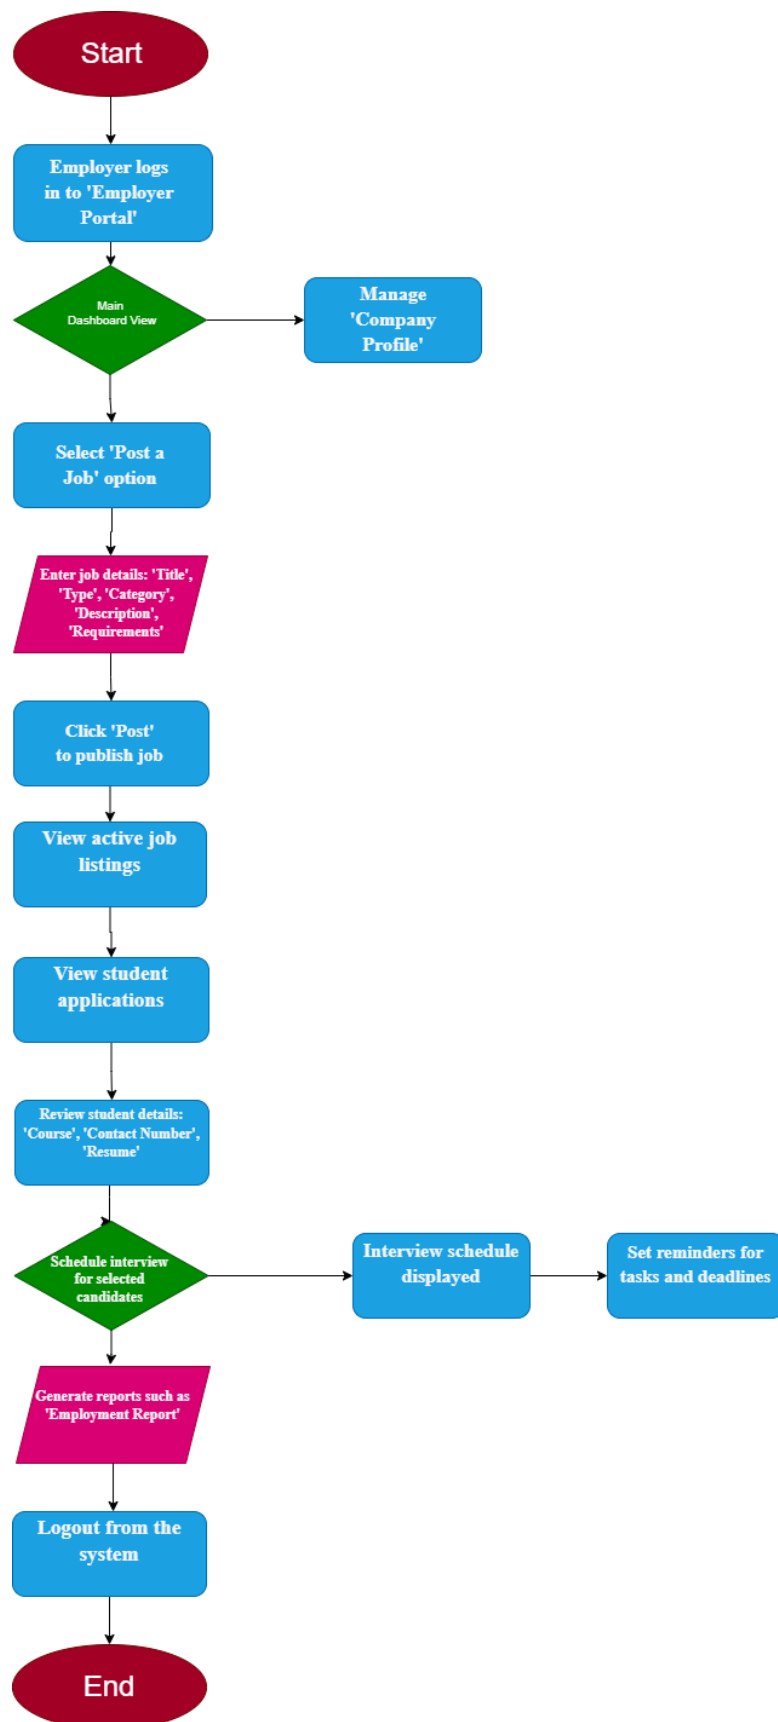 Start
Employer logs
in to 'Employer
Portal'
Main
Dashboard View
Manage
'Company
Profile'
Select 'Post a
Job' option
Enter job details: 'Title',
'Type', 'Category',
'Description',
'Requirements'
Click 'Post'
to publish job
View active job
listings
View student
applications
Review student details:
'Course', 'Contact Number',
'Resume'
Schedule interview
for selected
candidates
Interview schedule
displayed
Set reminders for
tasks and deadlines
Generate reports such as
'Employment Report'
Logout from the
system
End